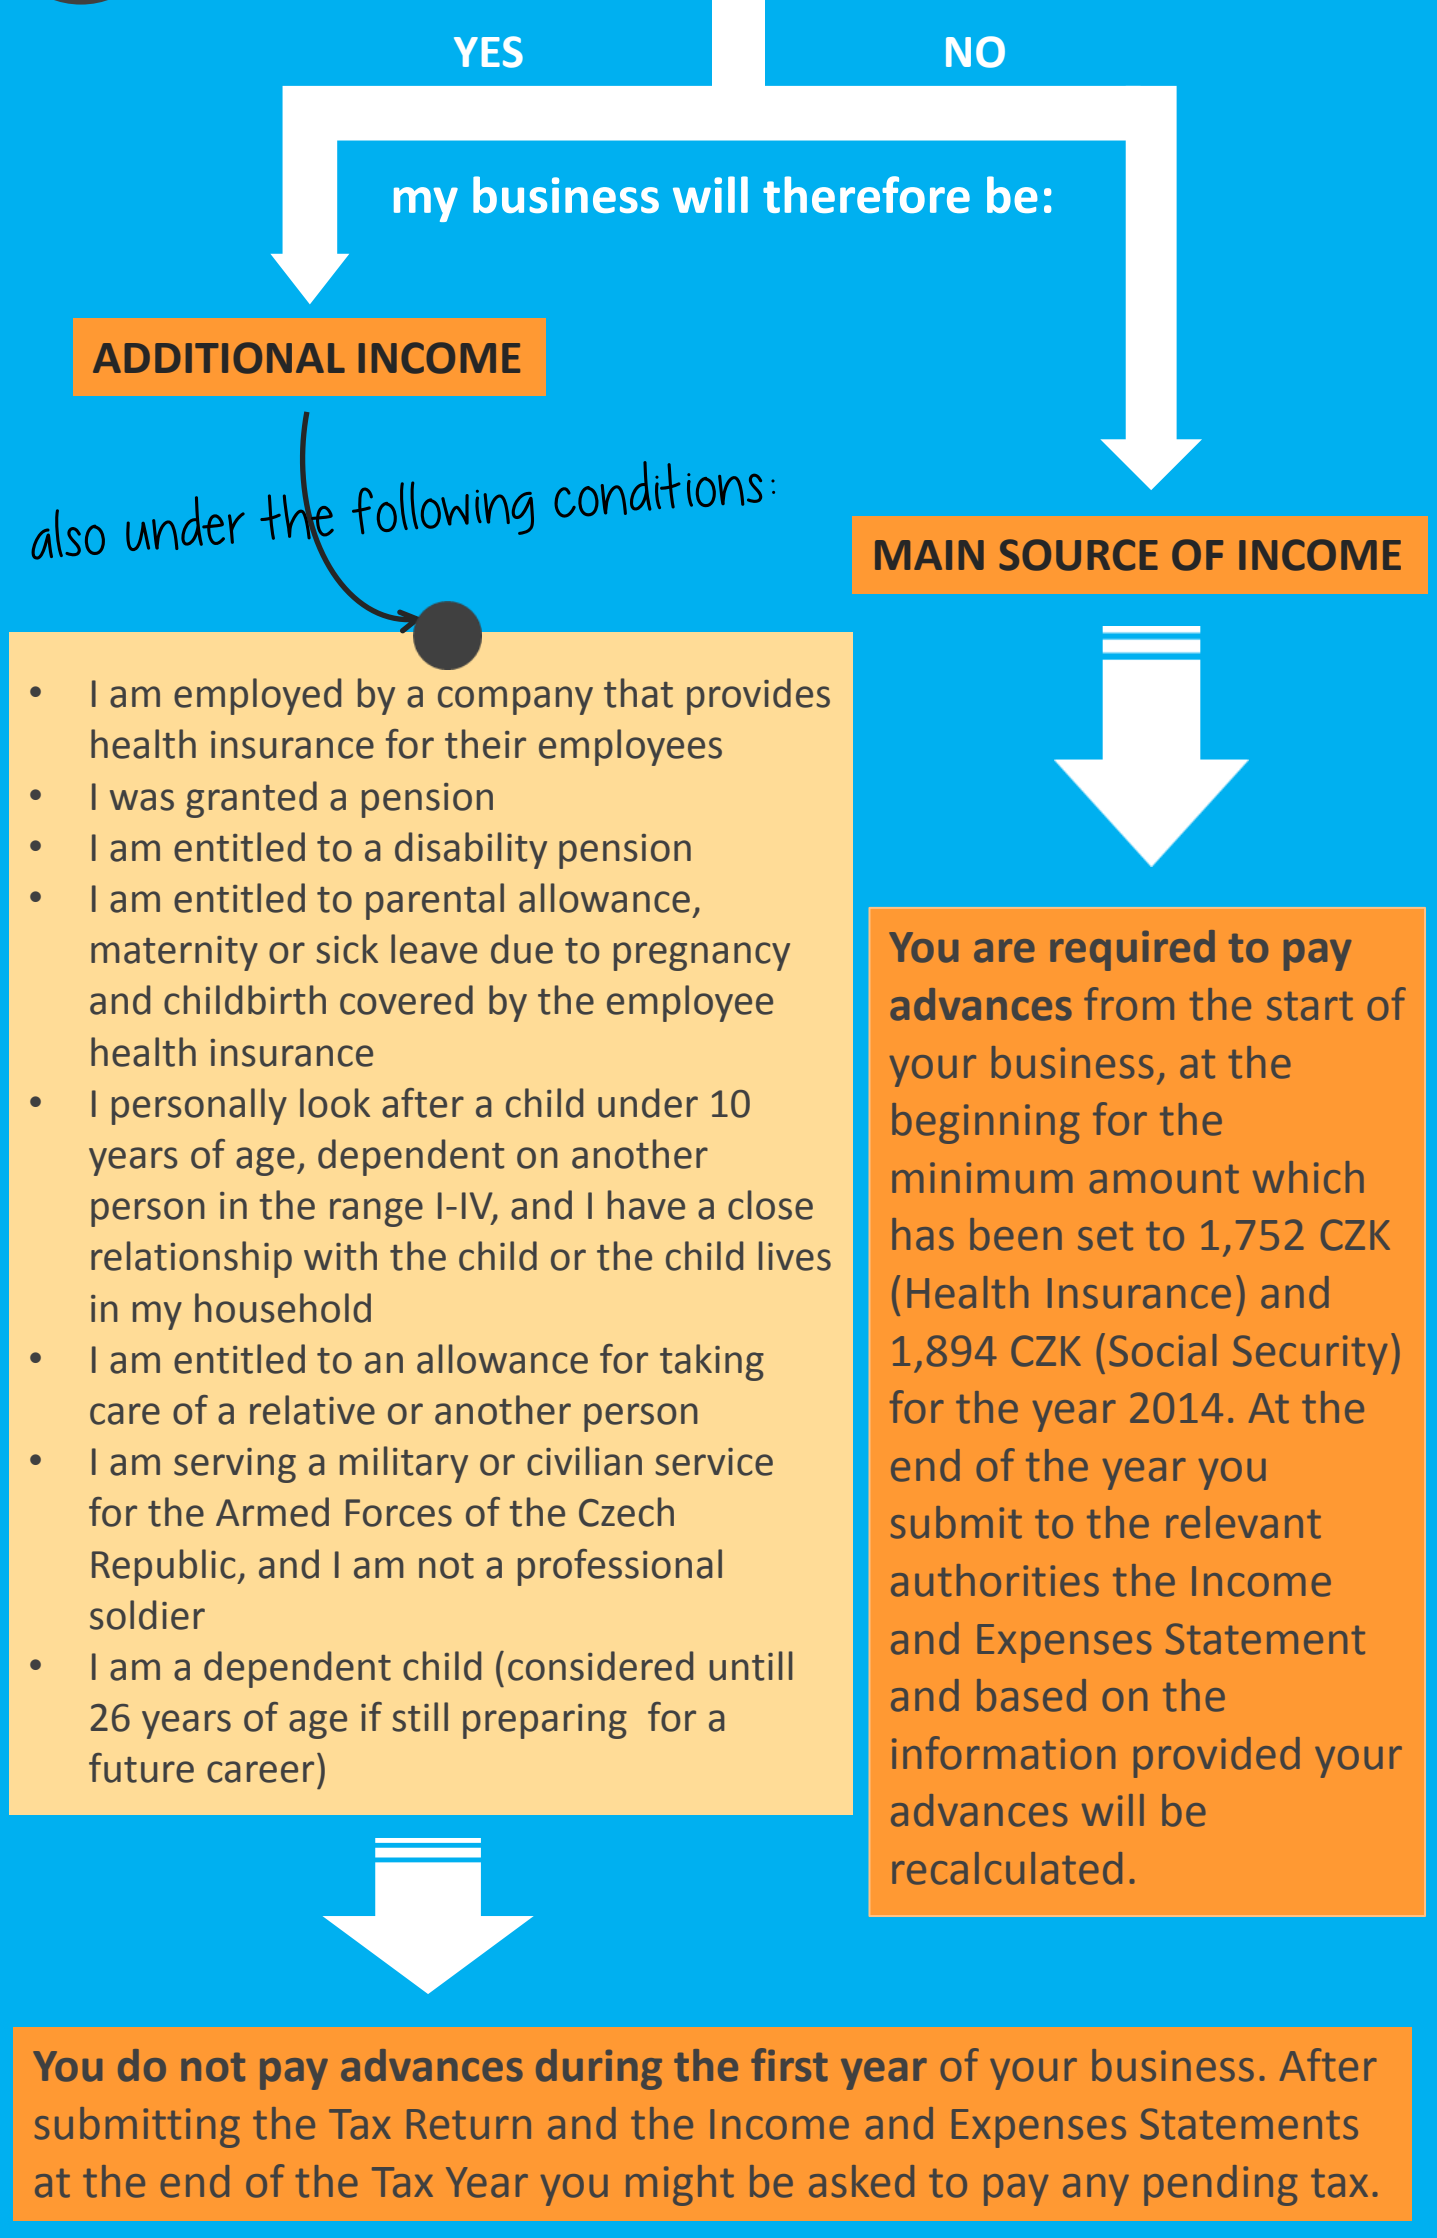 YES
NO
my business will therefore be:
ADDITIONAL INCOME
also under the following conditions:
MAIN SOURCE OF INCOME
• I am employed by a company that provides
health insurance for their employees
• I was granted a pension
• I am entitled to a disability pension
• I am entitled to parental allowance,
maternity or sick leave due to pregnancy
and childbirth covered by the employee
health insurance
• I personally look after a child under 10
years of age, dependent on another
person in the range I-IV, and I have a close
relationship with the child or the child lives
in my household
• I am entitled to an allowance for taking
care of a relative or another person
• I am serving a military or civilian service
for the Armed Forces of the Czech
Republic, and I am not a professional
soldier
• I am a dependent child (considered untill
26 years of age if still preparing for a
future career)
You are required to pay
advances from the start of
your business, at the
beginning for the
minimum amount which
has been set to 1,752 CZK
(Health Insurance) and
1,894 CZK (Social Security)
for the year 2014. At the
end of the year you
submit to the relevant
authorities the Income
and Expenses Statement
and based on the
information provided your
advances will be
recalculated.
You do not pay advances during the first year of your business. After
submitting the Tax Return and the Income and Expenses Statements
at the end of the Tax Year you might be asked to pay any pending tax.